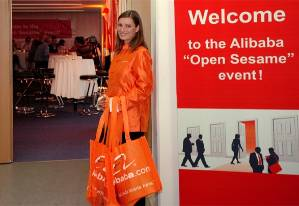 Welcome
to the Alibaba
"Open Sesame"
event!
Alibaba.com